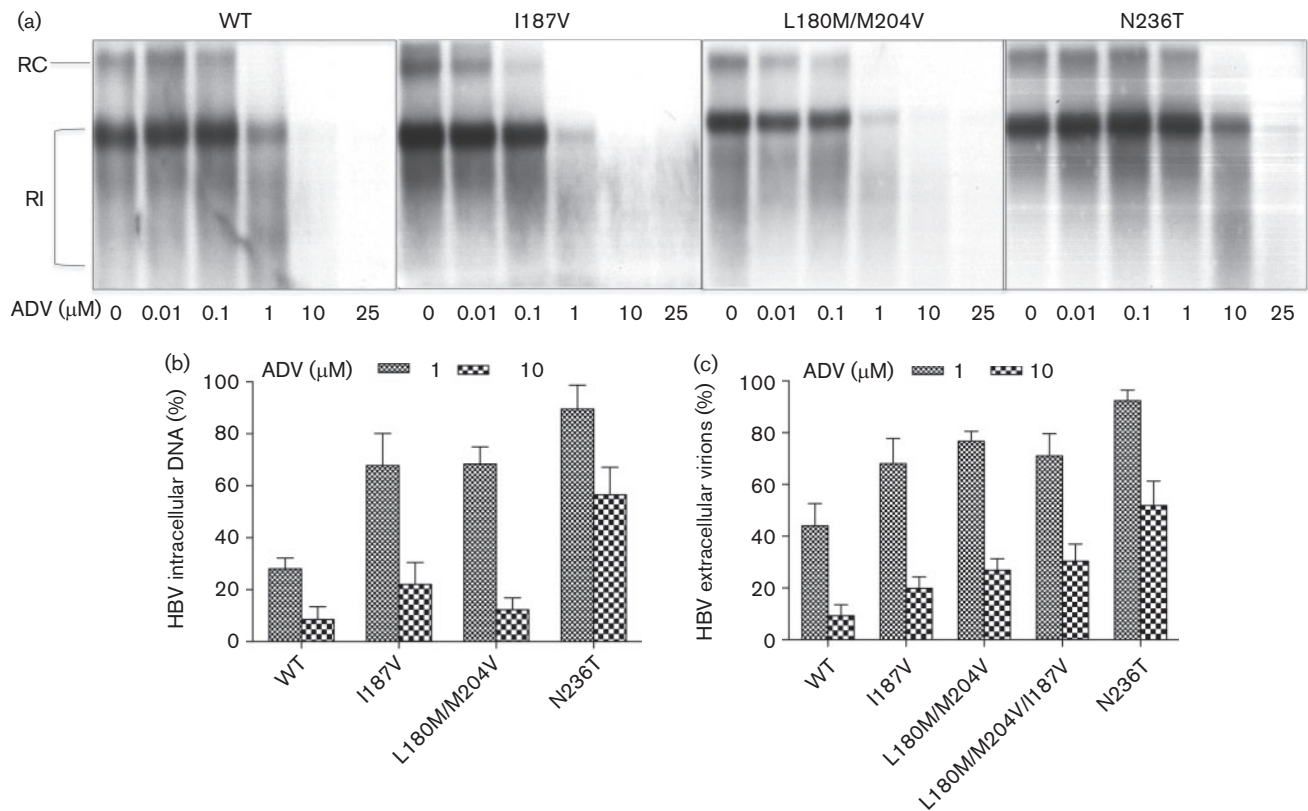 (a) WT I187V L180M/M204V N236T
RC
RI
ADV (μM) 0 0.01 0.1 1 10 25 0 0.01 0.1 1 10 25 0 0.01 0.1 1 10 25 0 0.01 0.1 1 10 25
(b) ADV (μM) 1 10
HBV intracellular DNA (%)
100
80
60
40
20
0
WT I187V L180M/M204V N236T
(c) ADV (μM) 1 10
HBV extracellular virions (%)
100
80
60
40
20
0
WT I187V L180M/M204V L180M/M204V/I187V N236T